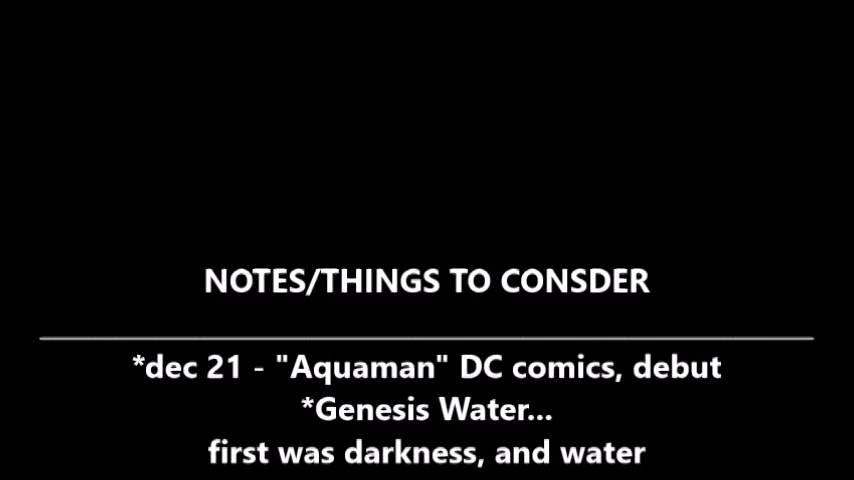 NOTES/THINGS TO CONSDER
*dec 21 - "Aquaman" DC comics, debut
*Genesis Water...
first was darkness, and water